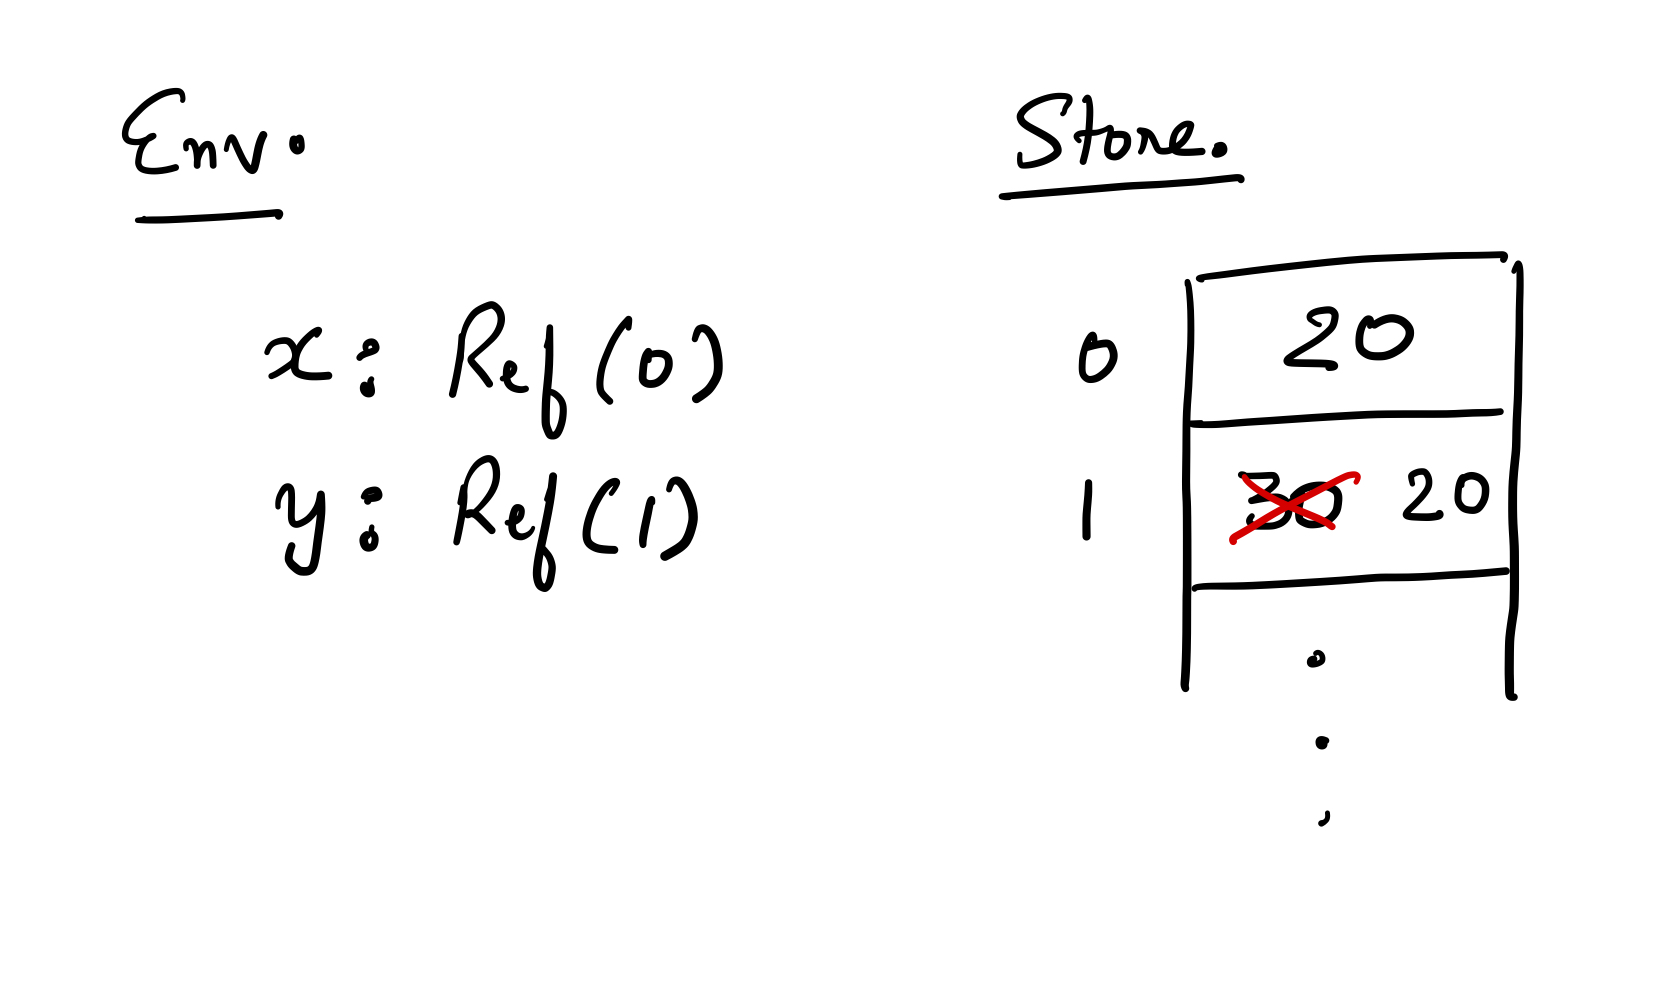 Env.
Store.
x: Ref(0)
0 20
y: Ref(1)
1 30 20